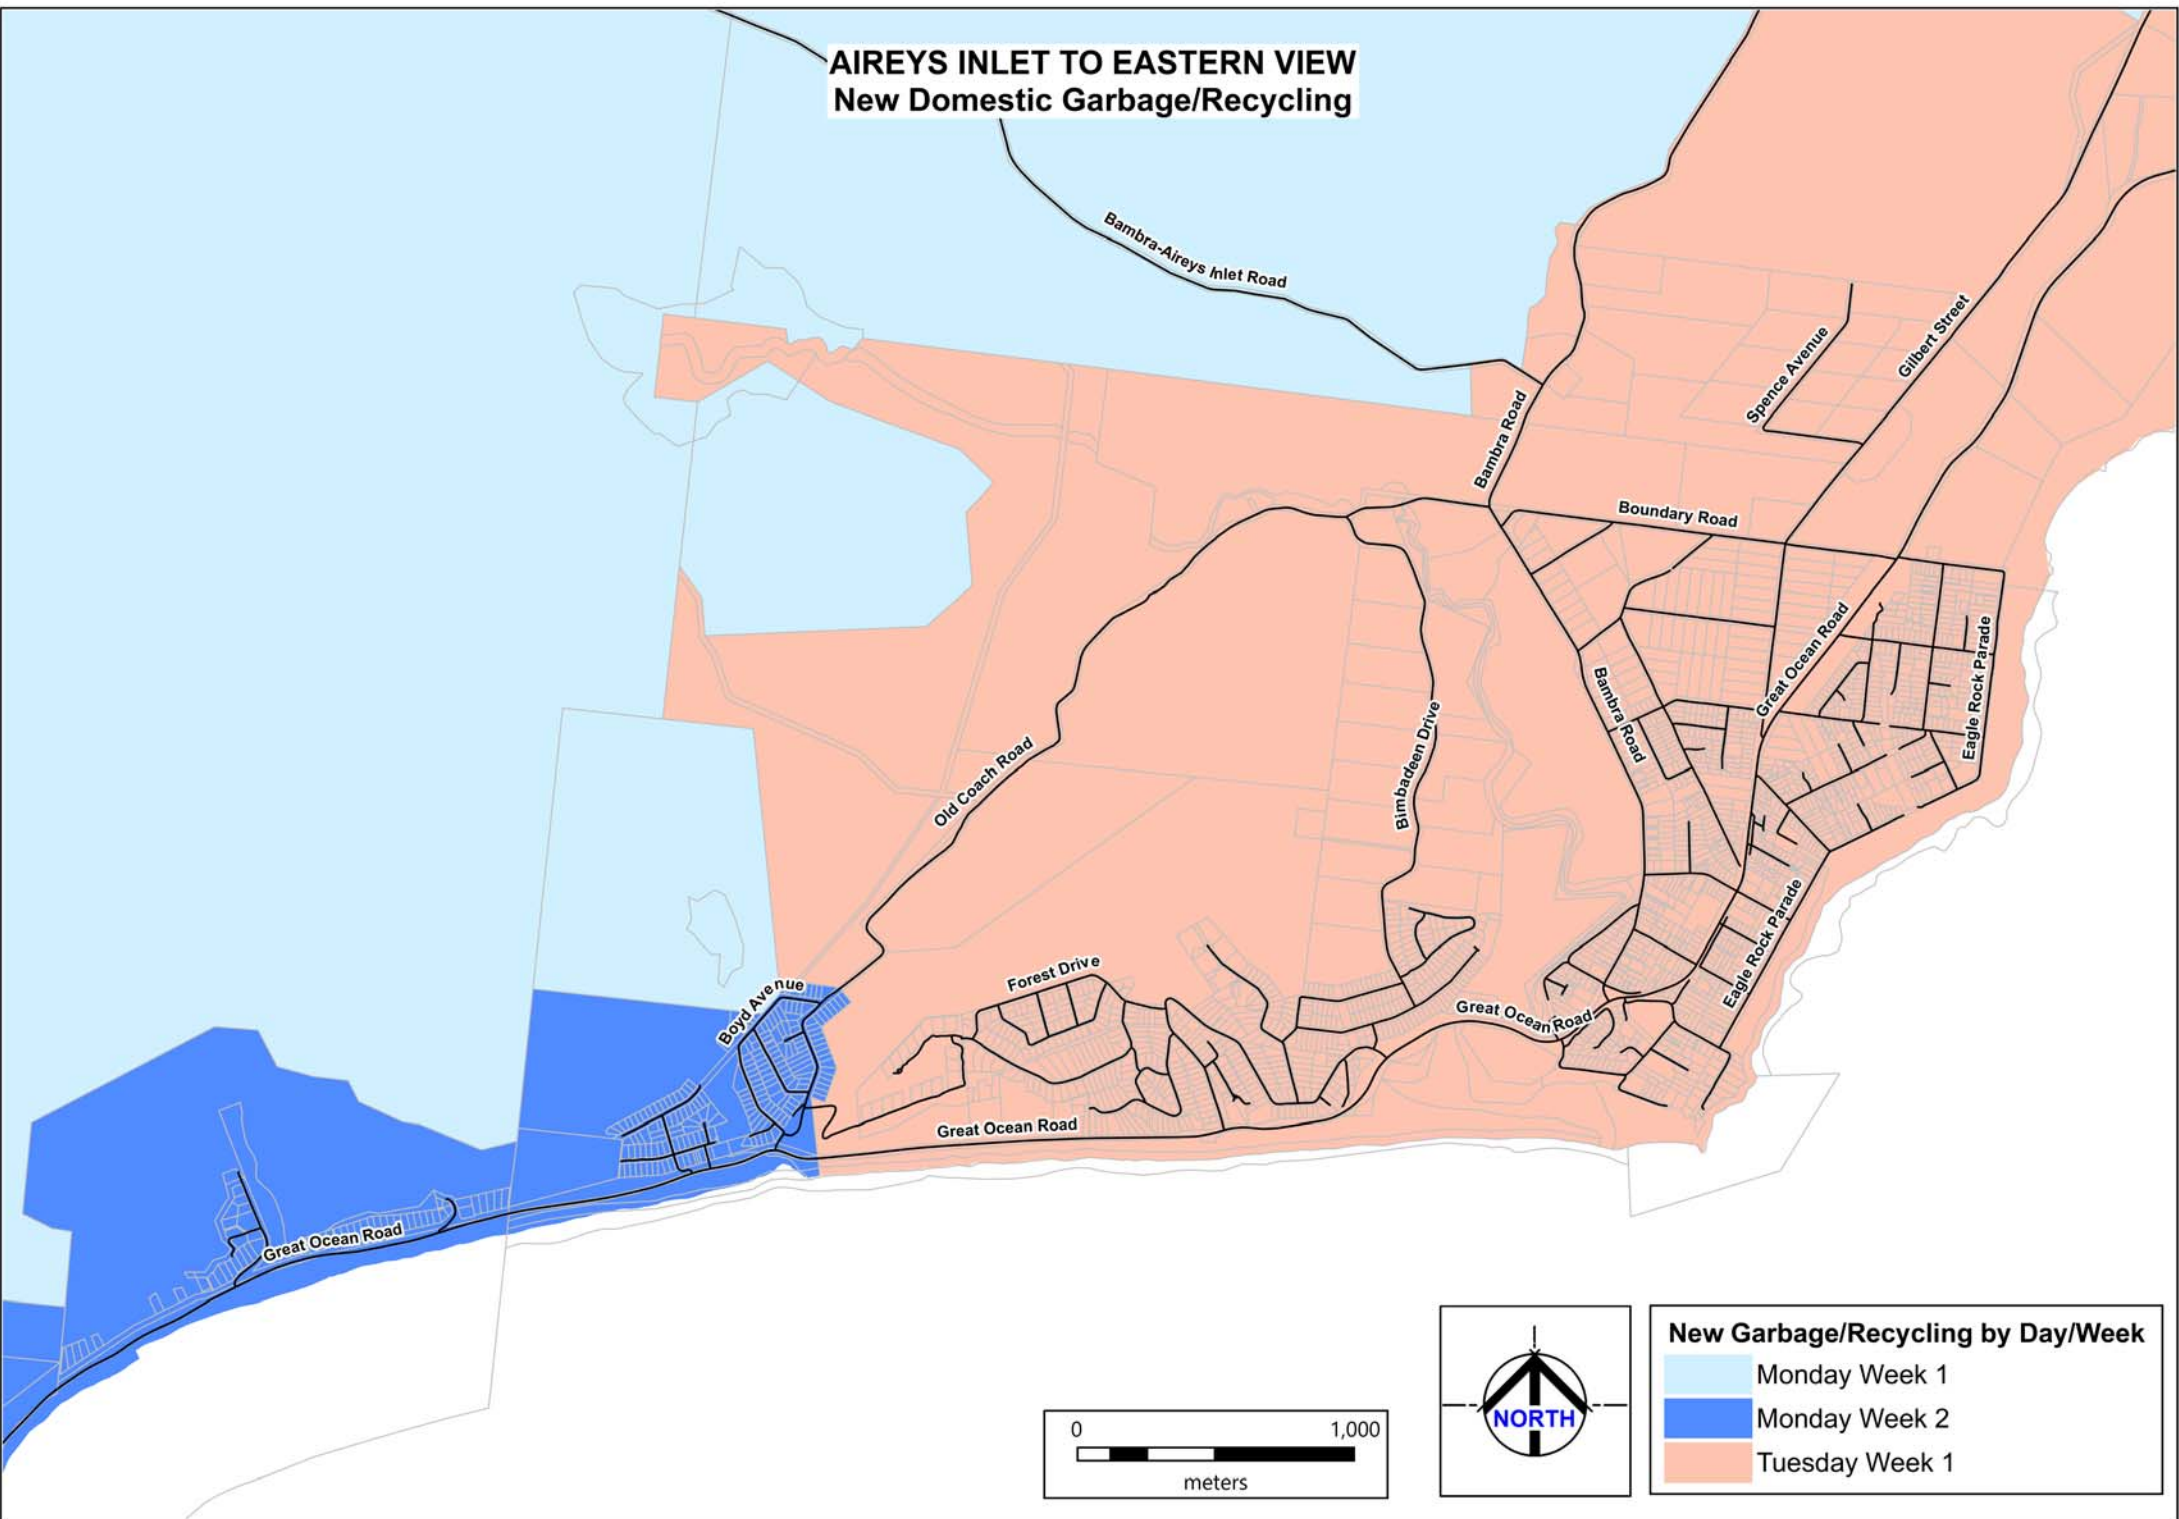 AIREYS INLET TO EASTERN VIEW
New Domestic Garbage/Recycling
Bambra-Aireys Inlet Road
Spence Avenue
Gilbert Street
Bambra Road
Boundary Road
Great Ocean Road
Eagle Rock Parade
Bambra Road
Bimbadeen Drive
Old Coach Road
Eagle Rock Parade
Forest Drive
Boyd Avenue
Great Ocean Road
Great Ocean Road
Great Ocean Road
New Garbage/Recycling by Day/Week
Monday Week 1
Monday Week 2
Tuesday Week 1
NORTH
0 1,000
meters